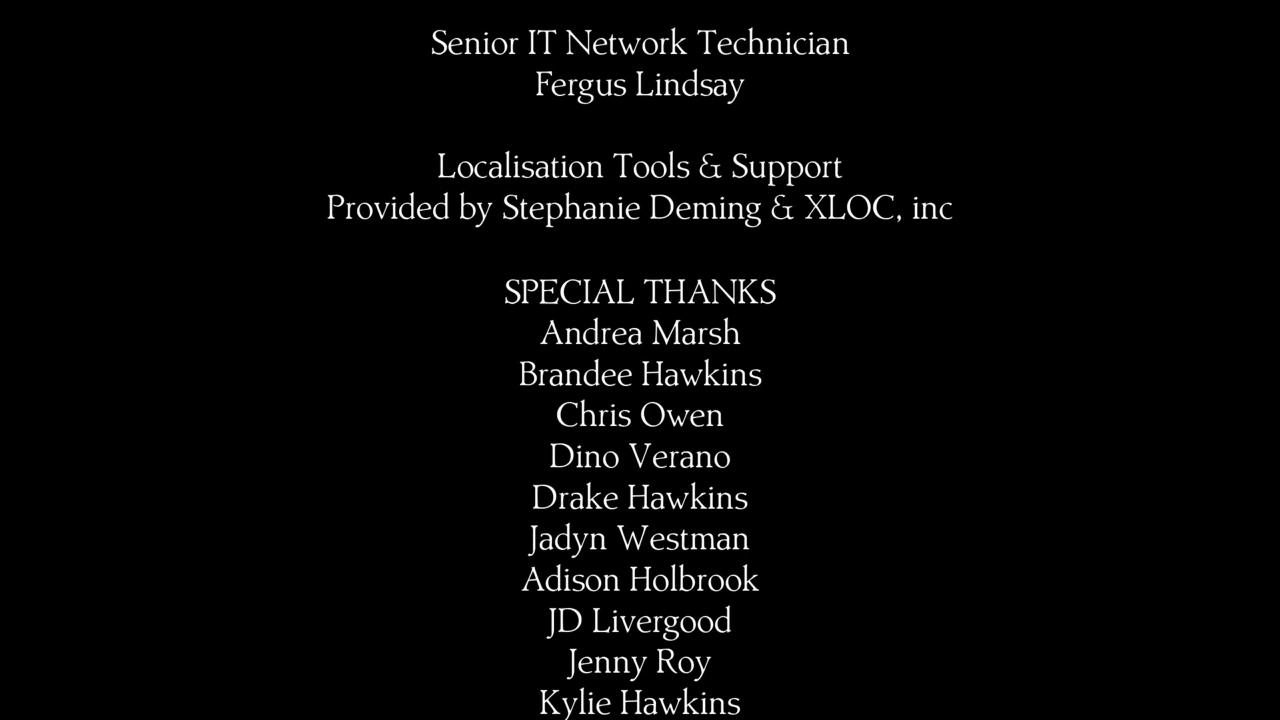 Senior IT Network Technician
Fergus Lindsay
Localisation Tools & Support
Provided by Stephanie Deming & XLOC, inc
SPECIAL THANKS
Andrea Marsh
Brandee Hawkins
Chris Owen
Dino Verano
Drake Hawkins
Jadyn Westman
Adison Holbrook
JD Livergood
Jenny Roy
Kylie Hawkins